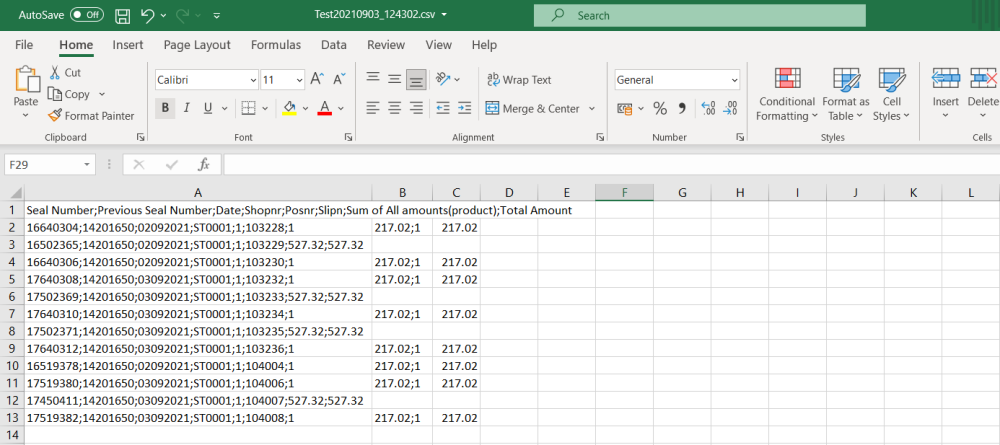 AutoSave Off Test20210903_124302.csv Search
File Home Insert Page Layout Formulas Data Review View Help
Paste Cut Copy Format Painter
Calibri 11 A A B I U A
ab Wrap Text Merge & Center
General % 9 .00 .00
Conditional Formatting Format as Table Cell Styles Insert Delete
Clipboard Font Alignment Number Styles Cells
F29 fx
A B C D E F G H I J K L
1 Seal Number;Previous Seal Number;Date;Shopnr;Posnr;Slipn;Sum of All amounts(product);Total Amount
2 16640304;14201650;02092021;ST0001;1;103228;1 217.02;1 217.02
3 16502365;14201650;02092021;ST0001;1;103229;527.32;527.32
4 16640306;14201650;02092021;ST0001;1;103230;1 217.02;1 217.02
5 17640308;14201650;03092021;ST0001;1;103232;1 217.02;1 217.02
6 17502369;14201650;03092021;ST0001;1;103233;527.32;527.32
7 17640310;14201650;03092021;ST0001;1;103234;1 217.02;1 217.02
8 17502371;14201650;03092021;ST0001;1;103235;527.32;527.32
9 17640312;14201650;03092021;ST0001;1;103236;1 217.02;1 217.02
10 16519378;14201650;02092021;ST0001;1;104004;1 217.02;1 217.02
11 17519380;14201650;03092021;ST0001;1;104006;1 217.02;1 217.02
12 17450411;14201650;03092021;ST0001;1;104007;527.32;527.32
13 17519382;14201650;03092021;ST0001;1;104008;1 217.02;1 217.02
14